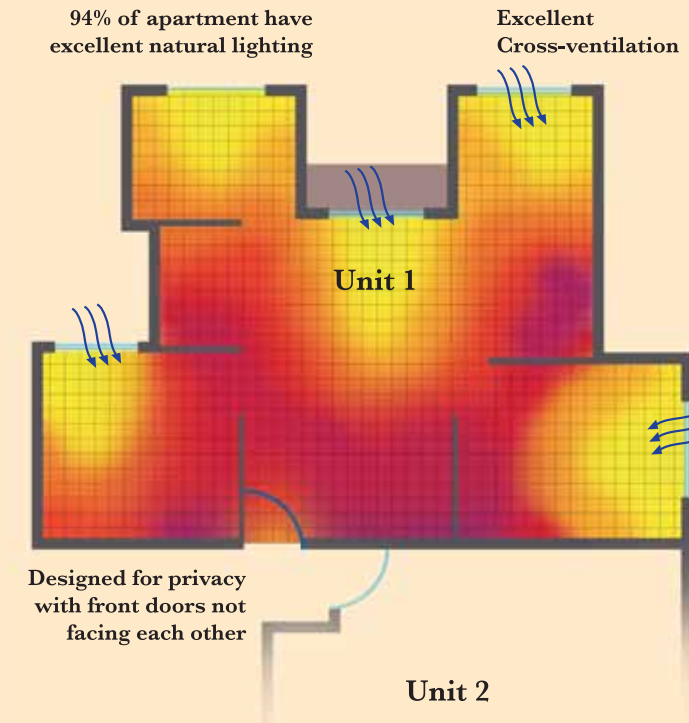 94% of apartment have
excellent natural lighting
Excellent
Cross-ventilation
Unit 1
Designed for privacy
with front doors not
facing each other
Unit 2